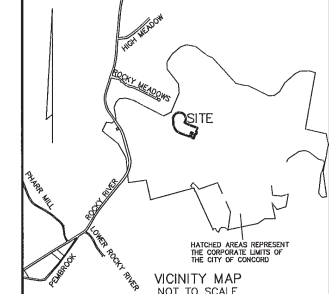 HIGH MEADOW
ROCKY MEADOWS
SITE
PHARR MILL
ROCKY RIVER
LOWER ROCKY RIVER
PEMBROOK
HATCHED AREAS REPRESENT
THE CORPORATE LIMITS OF
THE CITY OF CONCORD
VICINITY MAP
NOT TO SCALE